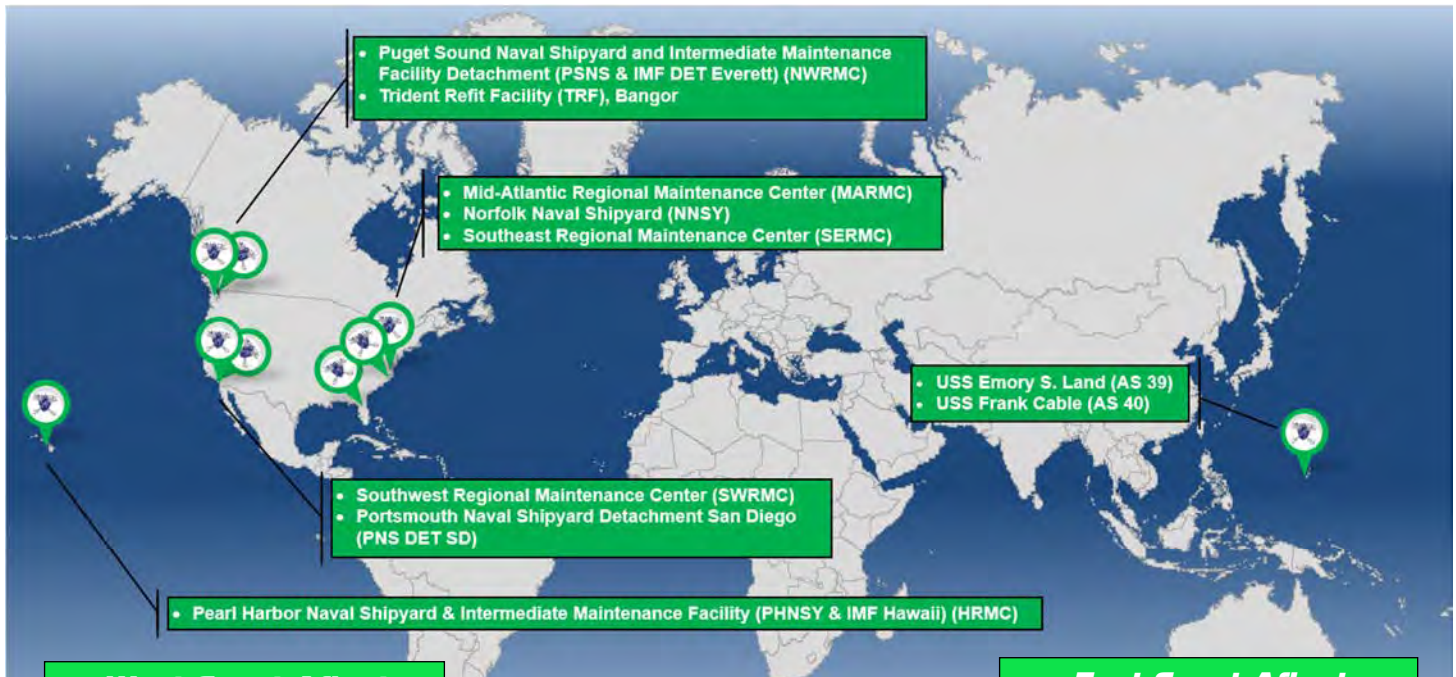 • Puget Sound Naval Shipyard and Intermediate Maintenance
Facility Detachment (PSNS & IMF DET Everett) (NWRMC)
• Trident Refit Facility (TRF), Bangor
• Mid-Atlantic Regional Maintenance Center (MARMC)
• Norfolk Naval Shipyard (NNSY)
• Southeast Regional Maintenance Center (SERMC)
• USS Emory S. Land (AS 39)
• USS Frank Cable (AS 40)
• Southwest Regional Maintenance Center (SWRMC)
• Portsmouth Naval Shipyard Detachment San Diego
(PNS DET SD)
• Pearl Harbor Naval Shipyard & Intermediate Maintenance Facility (PHNSY & IMF Hawaii) (HRMC)